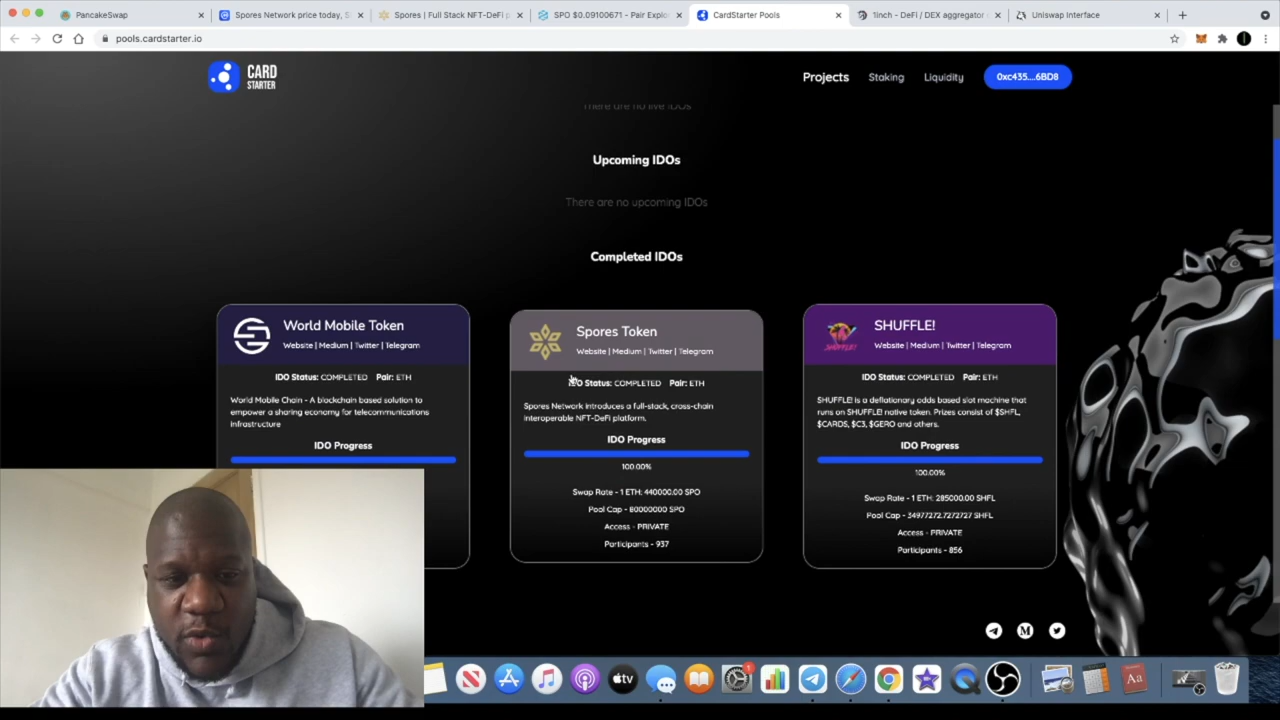 PancakeSwap
Spores Network price today, S
Spores | Full Stack NFT-DeFi p
SPO $0.09100671 - Pair Explor
CardStarter Pools
1inch - DeFi / DEX aggregator
Uniswap Interface
pools.cardstarter.io
CARD
STARTER
Projects
Staking
Liquidity
0xc435....6BD8
There are no live IDOs
Upcoming IDOs
There are no upcoming IDOs
Completed IDOs
World Mobile Token
Website | Medium | Twitter | Telegram
IDO Status: COMPLETED Pair: ETH
World Mobile Chain - A blockchain based solution to
empower a sharing economy for telecommunications
infrastructure
IDO Progress
Spores Token
Website | Medium | Twitter | Telegram
IDO Status: COMPLETED Pair: ETH
Spores Network introduces a full-stack, cross-chain
interoperable NFT-DeFi platform.
IDO Progress
100.00%
Swap Rate - 1 ETH: 440000.00 SPO
Pool Cap - 80000000 SPO
Access - PRIVATE
Participants - 937
SHUFFLE!
Website | Medium | Twitter | Telegram
IDO Status: COMPLETED Pair: ETH
SHUFFLE! is a deflationary odds based slot machine that
runs on SHUFFLE! native token. Prizes consist of $SHFL,
$CARDS, $C3, $GERO and others.
IDO Progress
100.00%
Swap Rate - 1 ETH: 285000.00 SHFL
Pool Cap - 34977272.7272727 SHFL
Access - PRIVATE
Participants - 856
tv
1
Aa